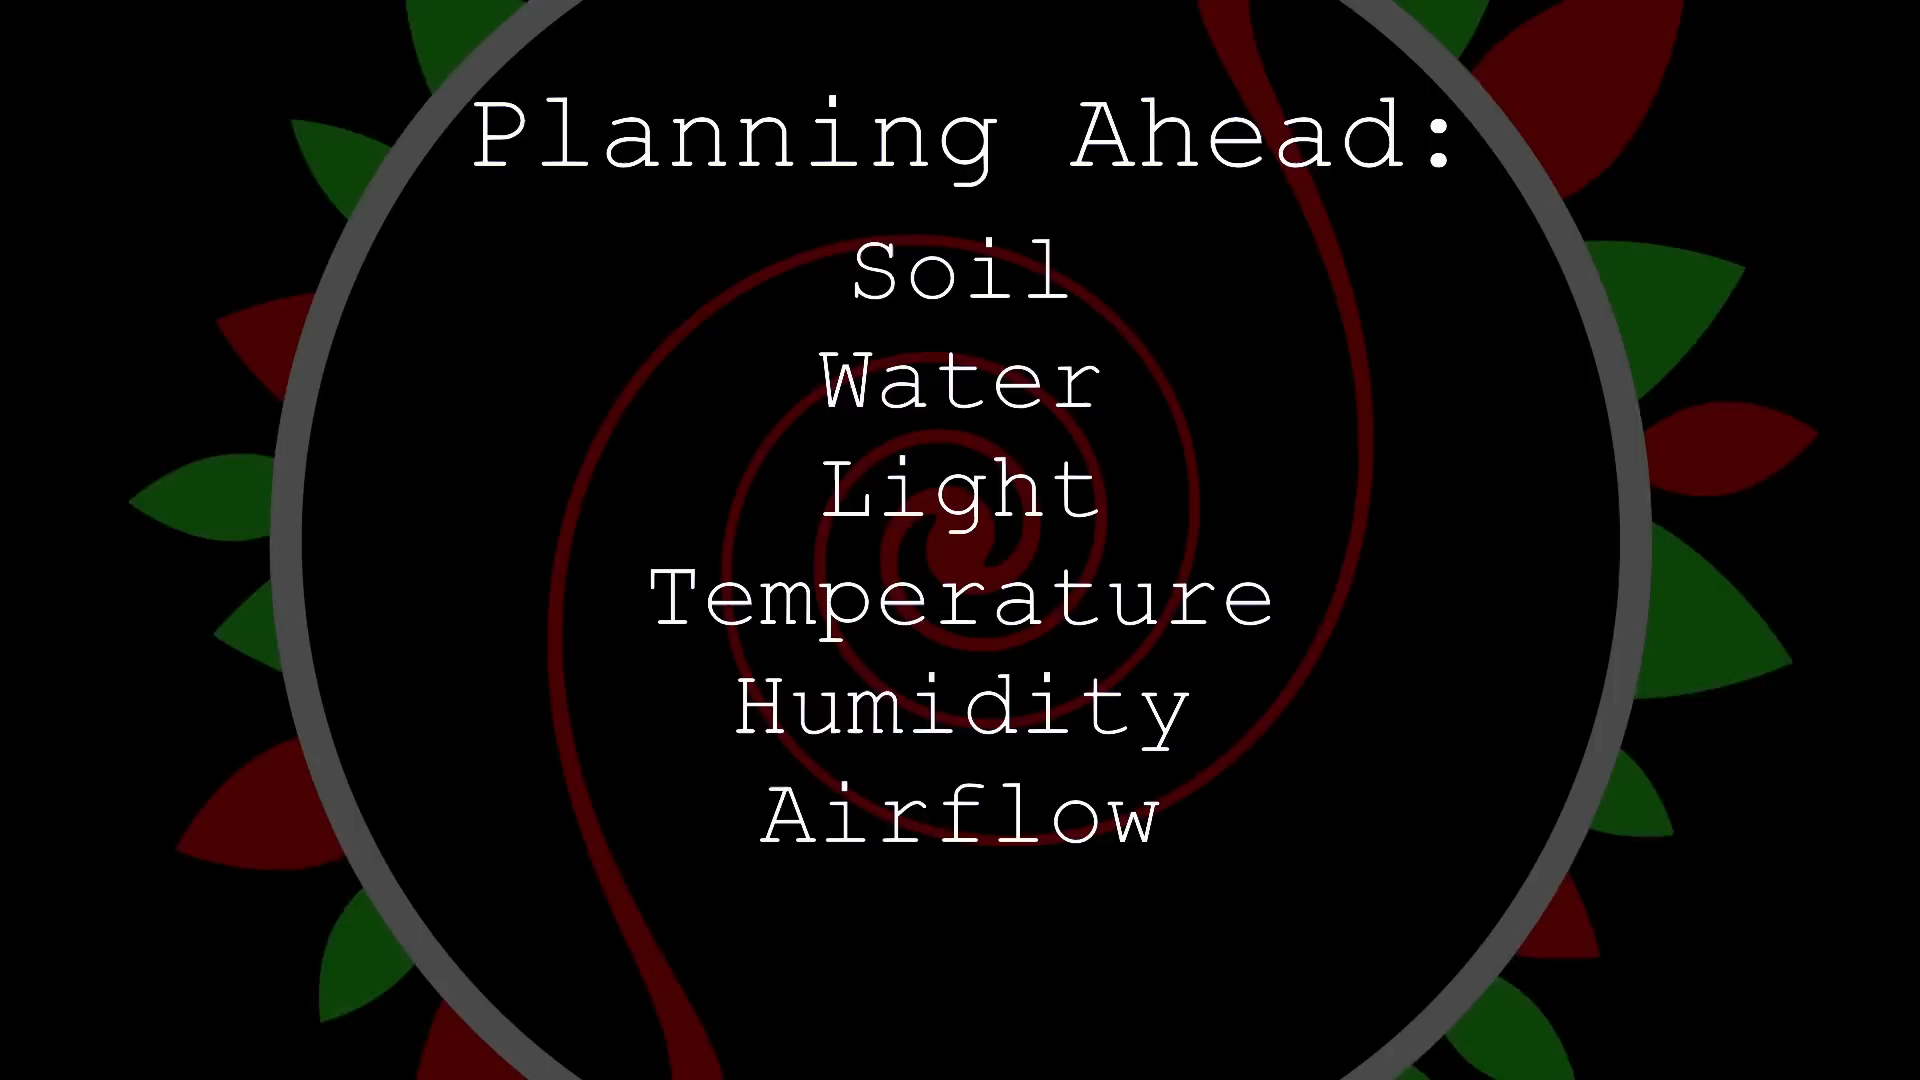 Planning Ahead:
Soil
Water
Light
Temperature
Humidity
Airflow